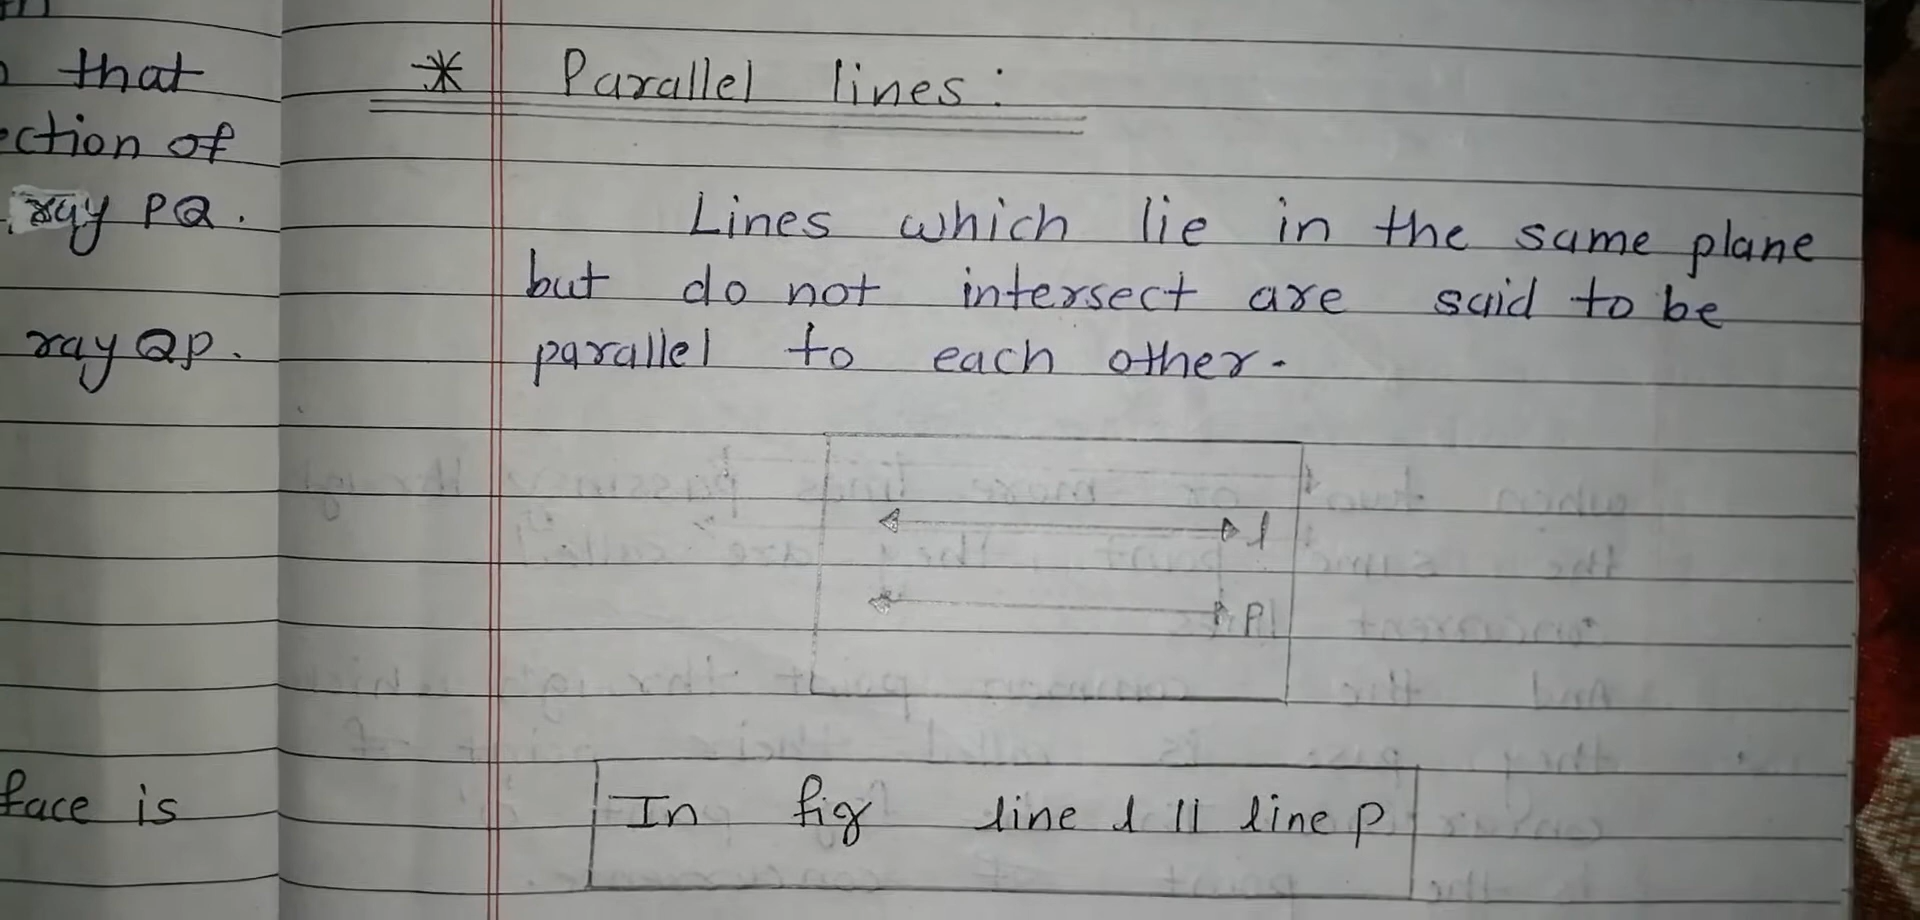 that
ction of
ray PQ.
ray QP.
face is
* Parallel lines:
Lines which lie in the same plane
but do not intersect are said to be
parallel to each other.
l
p
In fig line l || line p